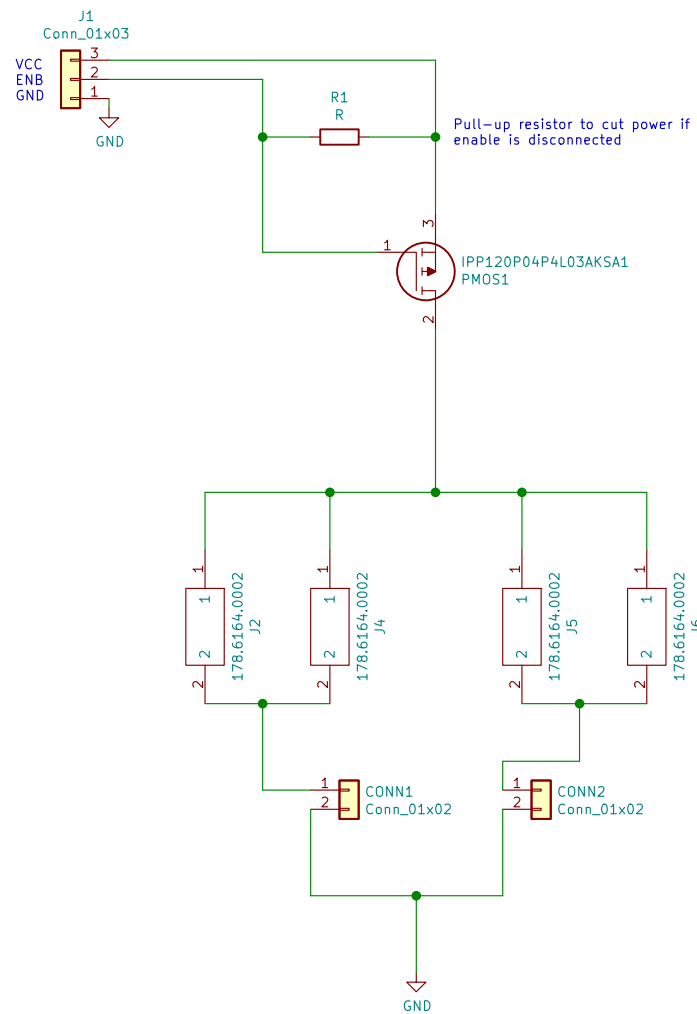 J1
Conn_01x03
VCC
ENB
GND
3
2
1
GND
R1
R
Pull-up resistor to cut power if
enable is disconnected
1
3
IPP120P04P4L03AKSA1
PMOS1
2
1
1
2
2
178.6164.0002
J2
1
1
2
2
178.6164.0002
J4
1
1
2
2
178.6164.0002
J5
1
1
2
2
178.6164.0002
J6
1
2
CONN1
Conn_01x02
1
2
CONN2
Conn_01x02
GND